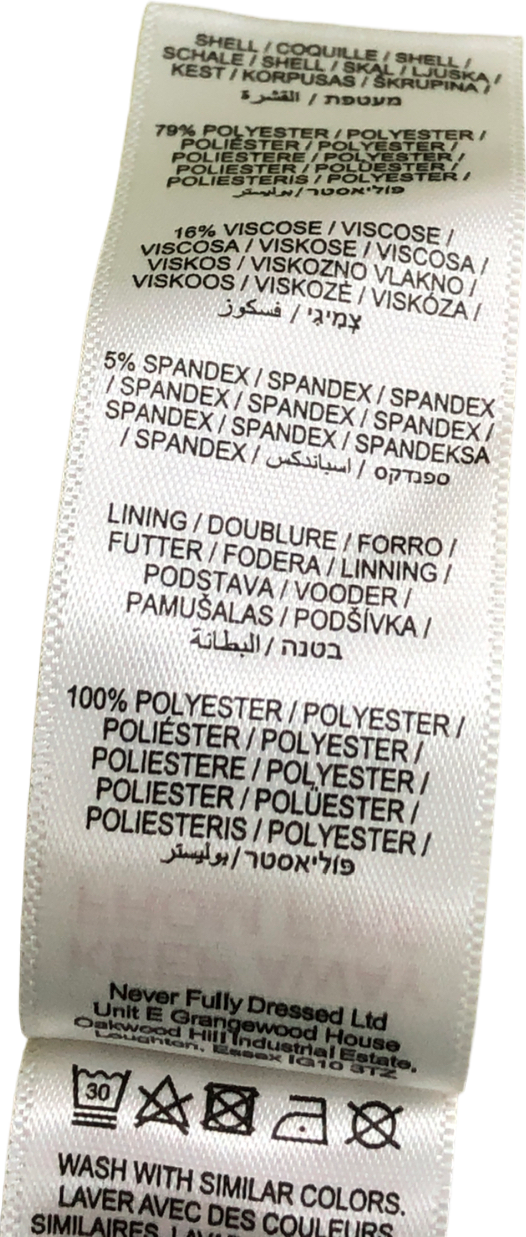 SHELL / COQUILLE / SHELL /
SCHALE / SHELL / SKAL / LJUSKA /
KEST / KORPUSAS / ŠKRUPINA /
מעטפת / القشرة
79% POLYESTER / POLYESTER /
POLIÉSTER / POLYESTER /
POLIESTERE / POLYESTER /
POLIESTER / POLÜESTER /
POLIESTERIS / POLYESTER /
פוליאסטר/بوليستر
16% VISCOSE / VISCOSE /
VISCOSA / VISKOSE / VISCOSA /
VISKOS / VISKOZNO VLAKNO /
VISKOOS / VISKOZĖ / VISKÓZA /
צְמִיגִי / فسكوز
5% SPANDEX / SPANDEX / SPANDEX
/ SPANDEX / SPANDEX / SPANDEX /
SPANDEX / SPANDEX / SPANDEKSA
/ SPANDEX / ספנדקס / اسباندكس
LINING / DOUBLURE / FORRO /
FUTTER / FODERA / LINNING /
PODSTAVA / VOODER /
PAMUŠALAS / PODŠÍVKA /
בטנה / البطانة
100% POLYESTER / POLYESTER /
POLIÉSTER / POLYESTER /
POLIESTERE / POLYESTER /
POLIESTER / POLÜESTER /
POLIESTERIS / POLYESTER /
פוליאסטר/بوليستر
Never Fully Dressed Ltd
Unit E Grangewood House
Oakwood Hill Industrial Estate,
Loughton, Essex IG10 3TZ
30
WASH WITH SIMILAR COLORS.
LAVER AVEC DES COULEURS
SIMILAIRES.